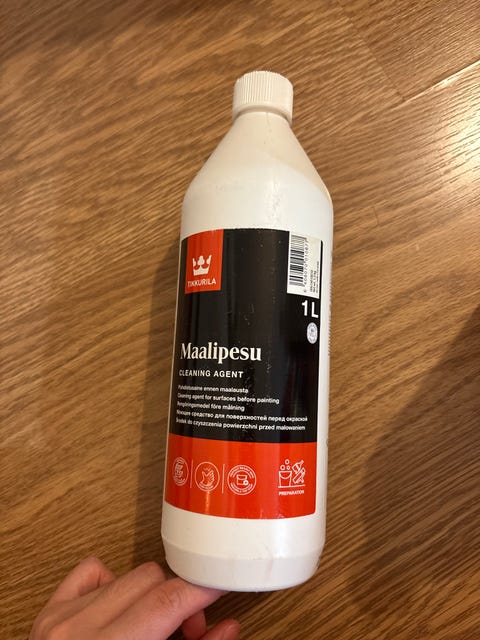 TIKKURILA
1 L
Maalipesu
CLEANING AGENT
Puhdistusaine ennen maalausta
Cleaning agent for surfaces before painting
Rengöringsmedel före målning
Моющее средство для поверхностей перед окраской
Środek do czyszczenia powierzchni przed malowaniem
PREPARATION